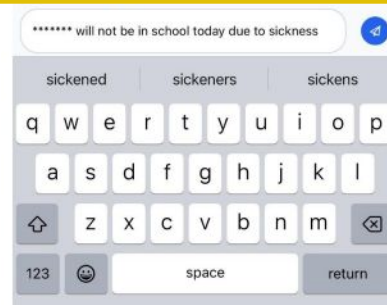 ******* will not be in school today due to sickness
sickened sickeners sickens
q w e r t y u i o p
a s d f g h j k l
z x c v b n m
123 space return